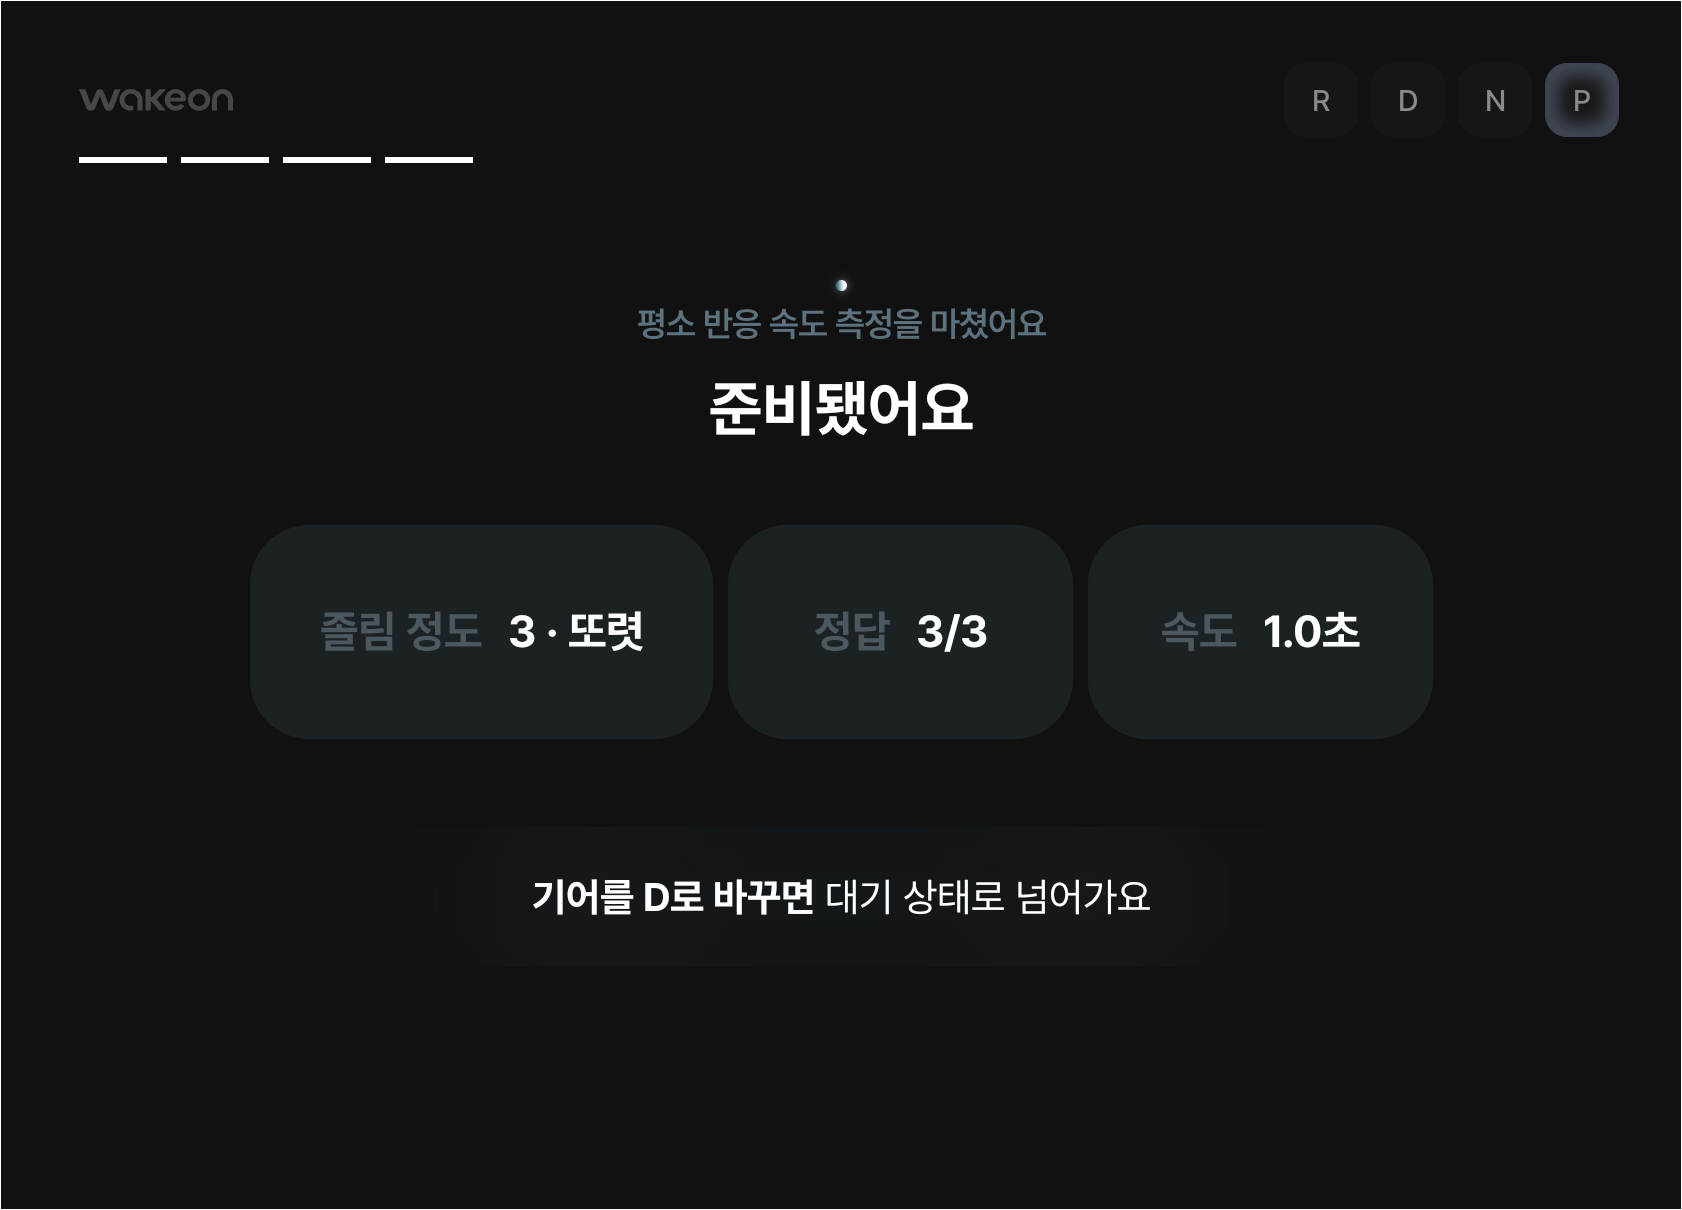 wakeon
R D N P
평소 반응 속도 측정을 마쳤어요
준비됐어요
졸림 정도 3 · 또렷
정답 3/3
속도 1.0초
기어를 D로 바꾸면 대기 상태로 넘어가요